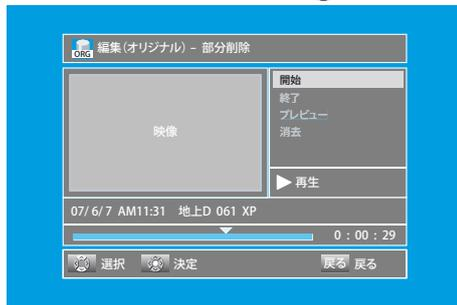 ORG 編集(オリジナル) – 部分削除
映像
開始
終了
プレビュー
消去
再生
07/ 6/ 7 AM11:31 地上D 061 XP
0 : 00 : 29
選択 決定 戻る 戻る